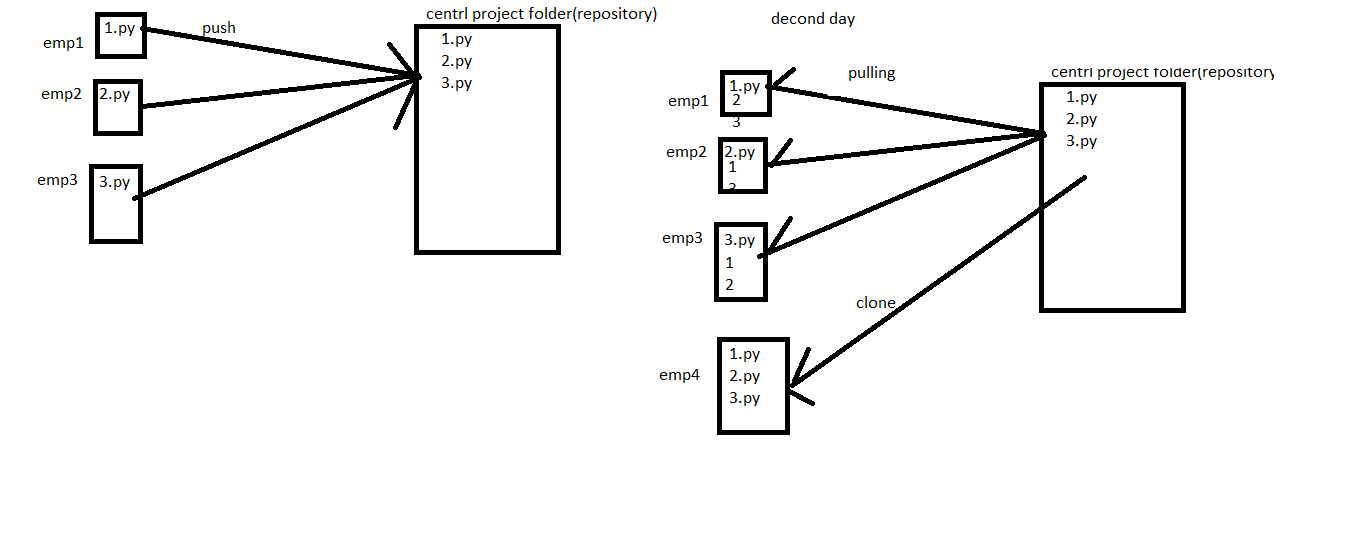 centrl project folder(repository)
push
emp1
1.py
emp2
2.py
emp3
3.py
1.py
2.py
3.py
decond day
pulling
centrl project folder(repository
emp1
1.py
2
3
emp2
2.py
1
3
emp3
3.py
1
2
1.py
2.py
3.py
clone
emp4
1.py
2.py
3.py